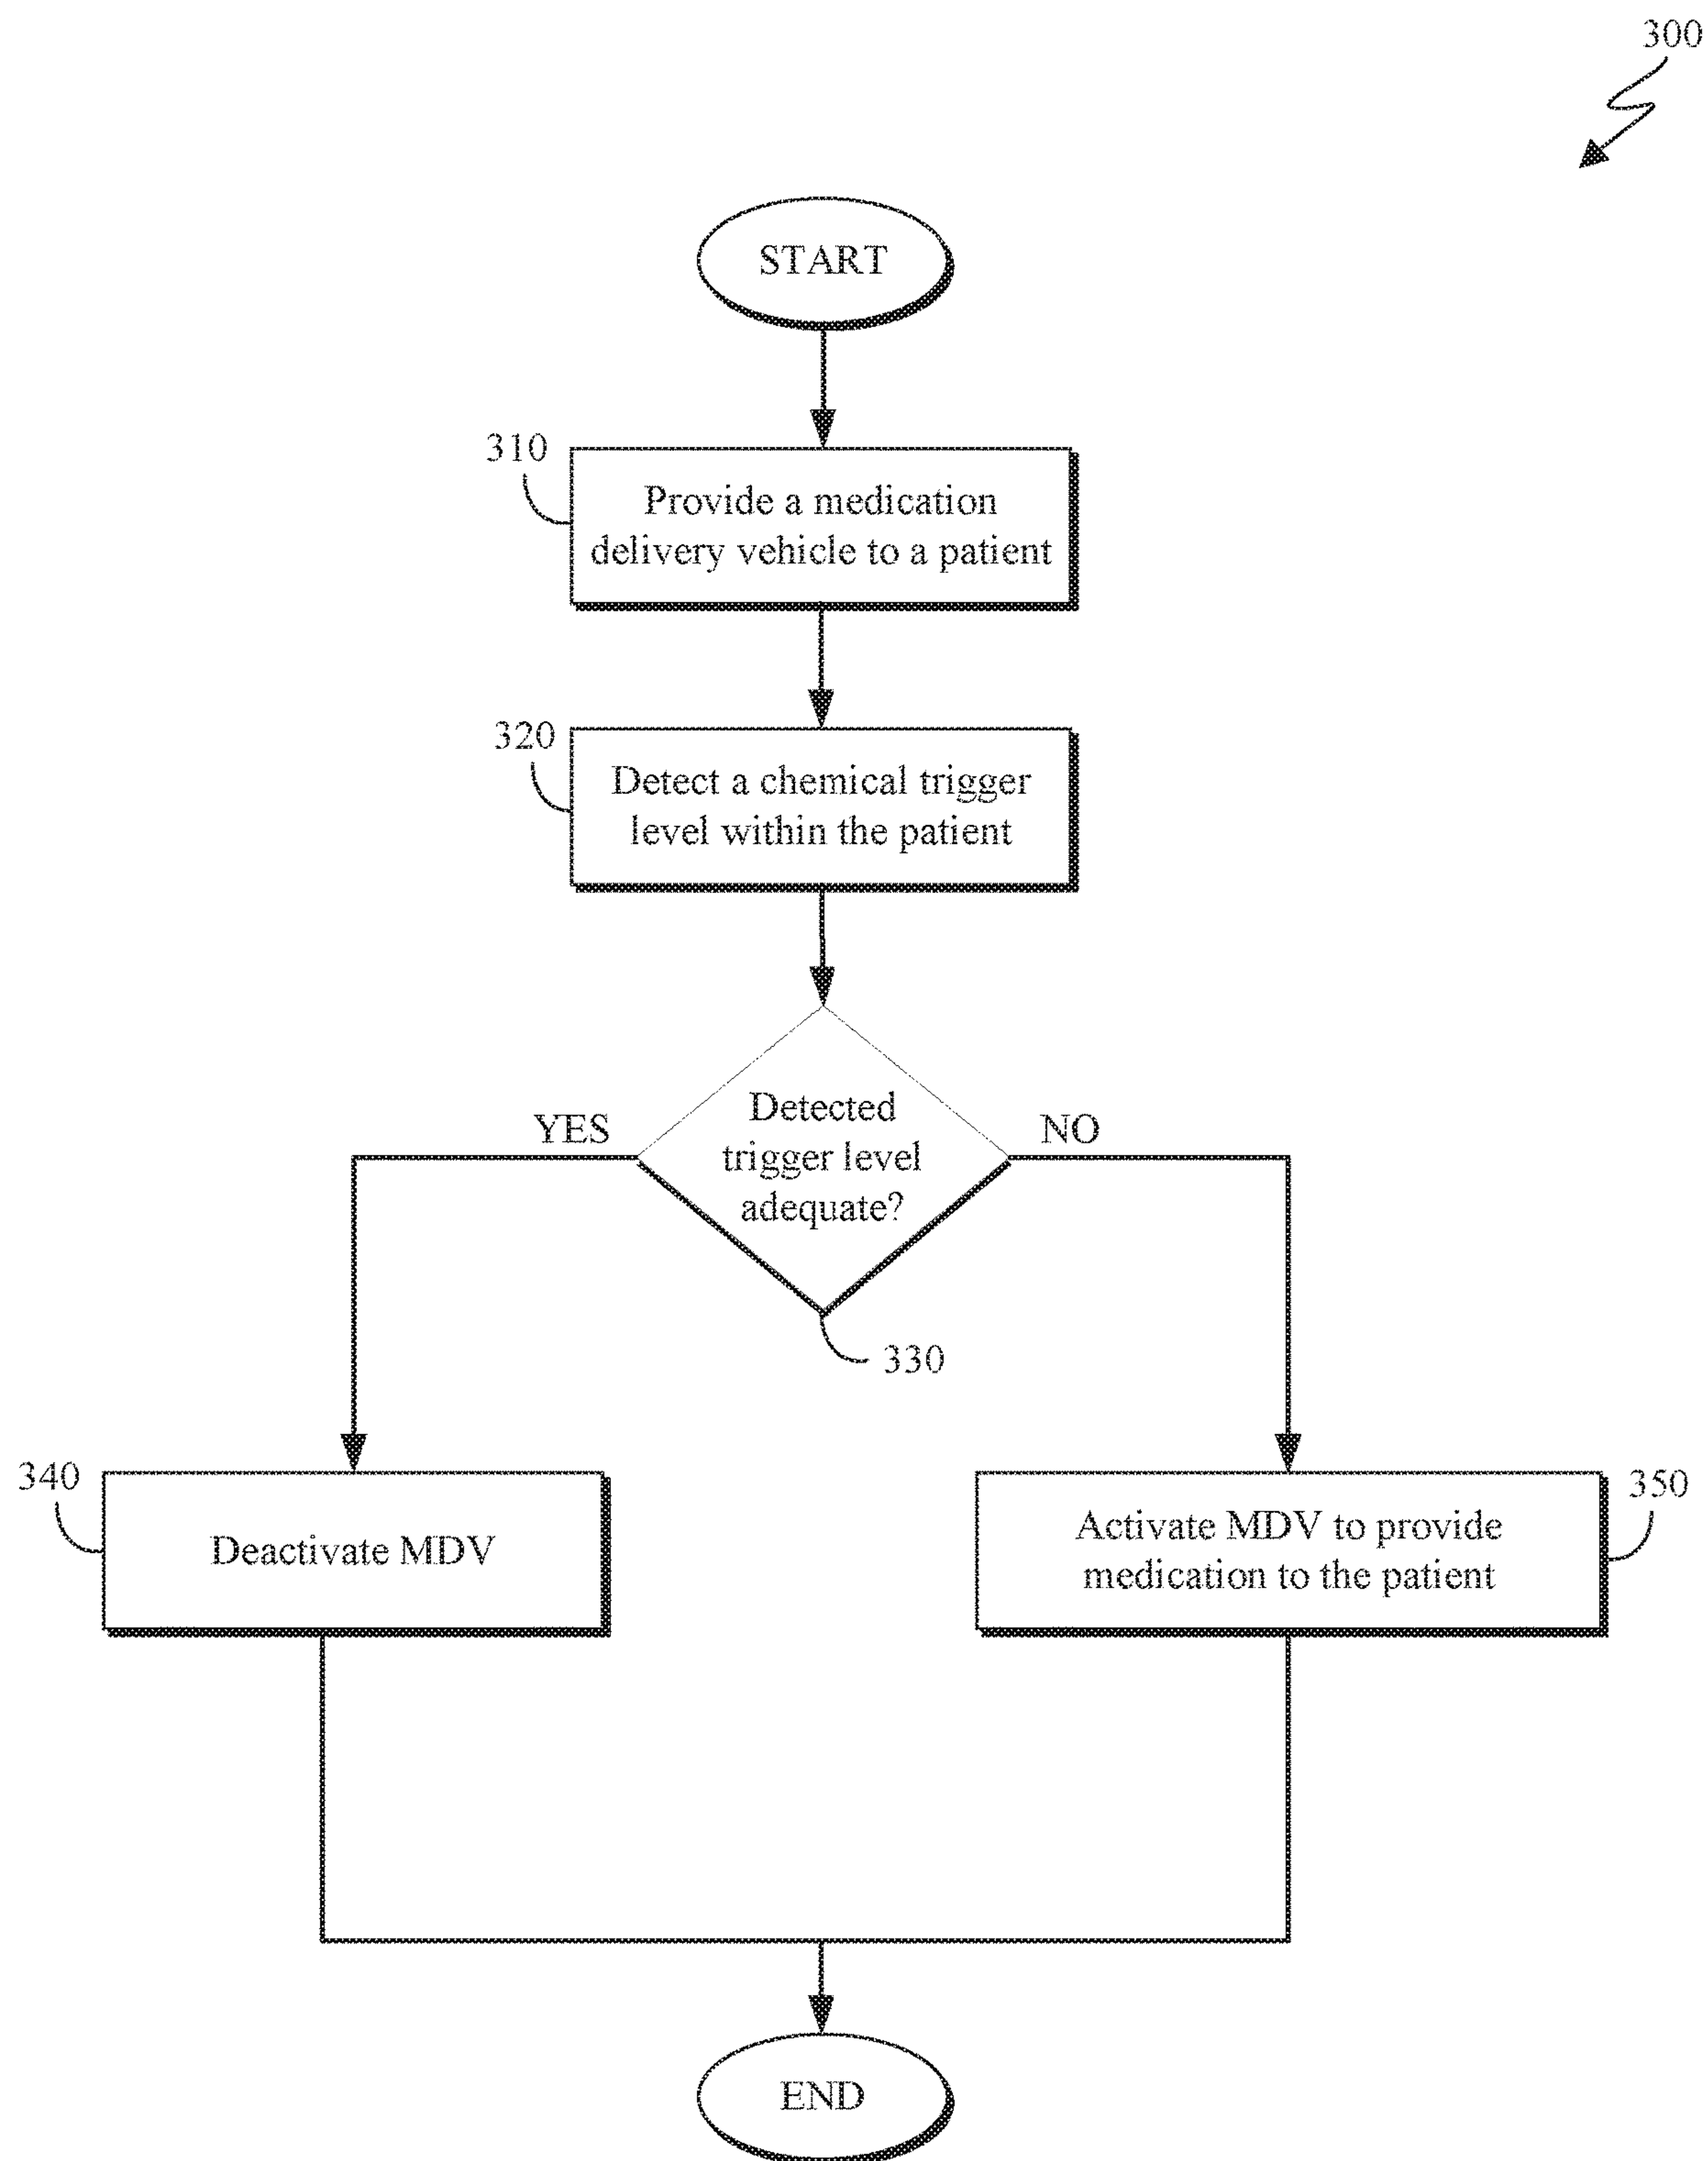 300
START
310
Provide a medication
delivery vehicle to a patient
320
Detect a chemical trigger
level within the patient
YES
Detected
trigger level
adequate?
NO
330
340
Deactivate MDV
Activate MDV to provide
medication to the patient
350
END